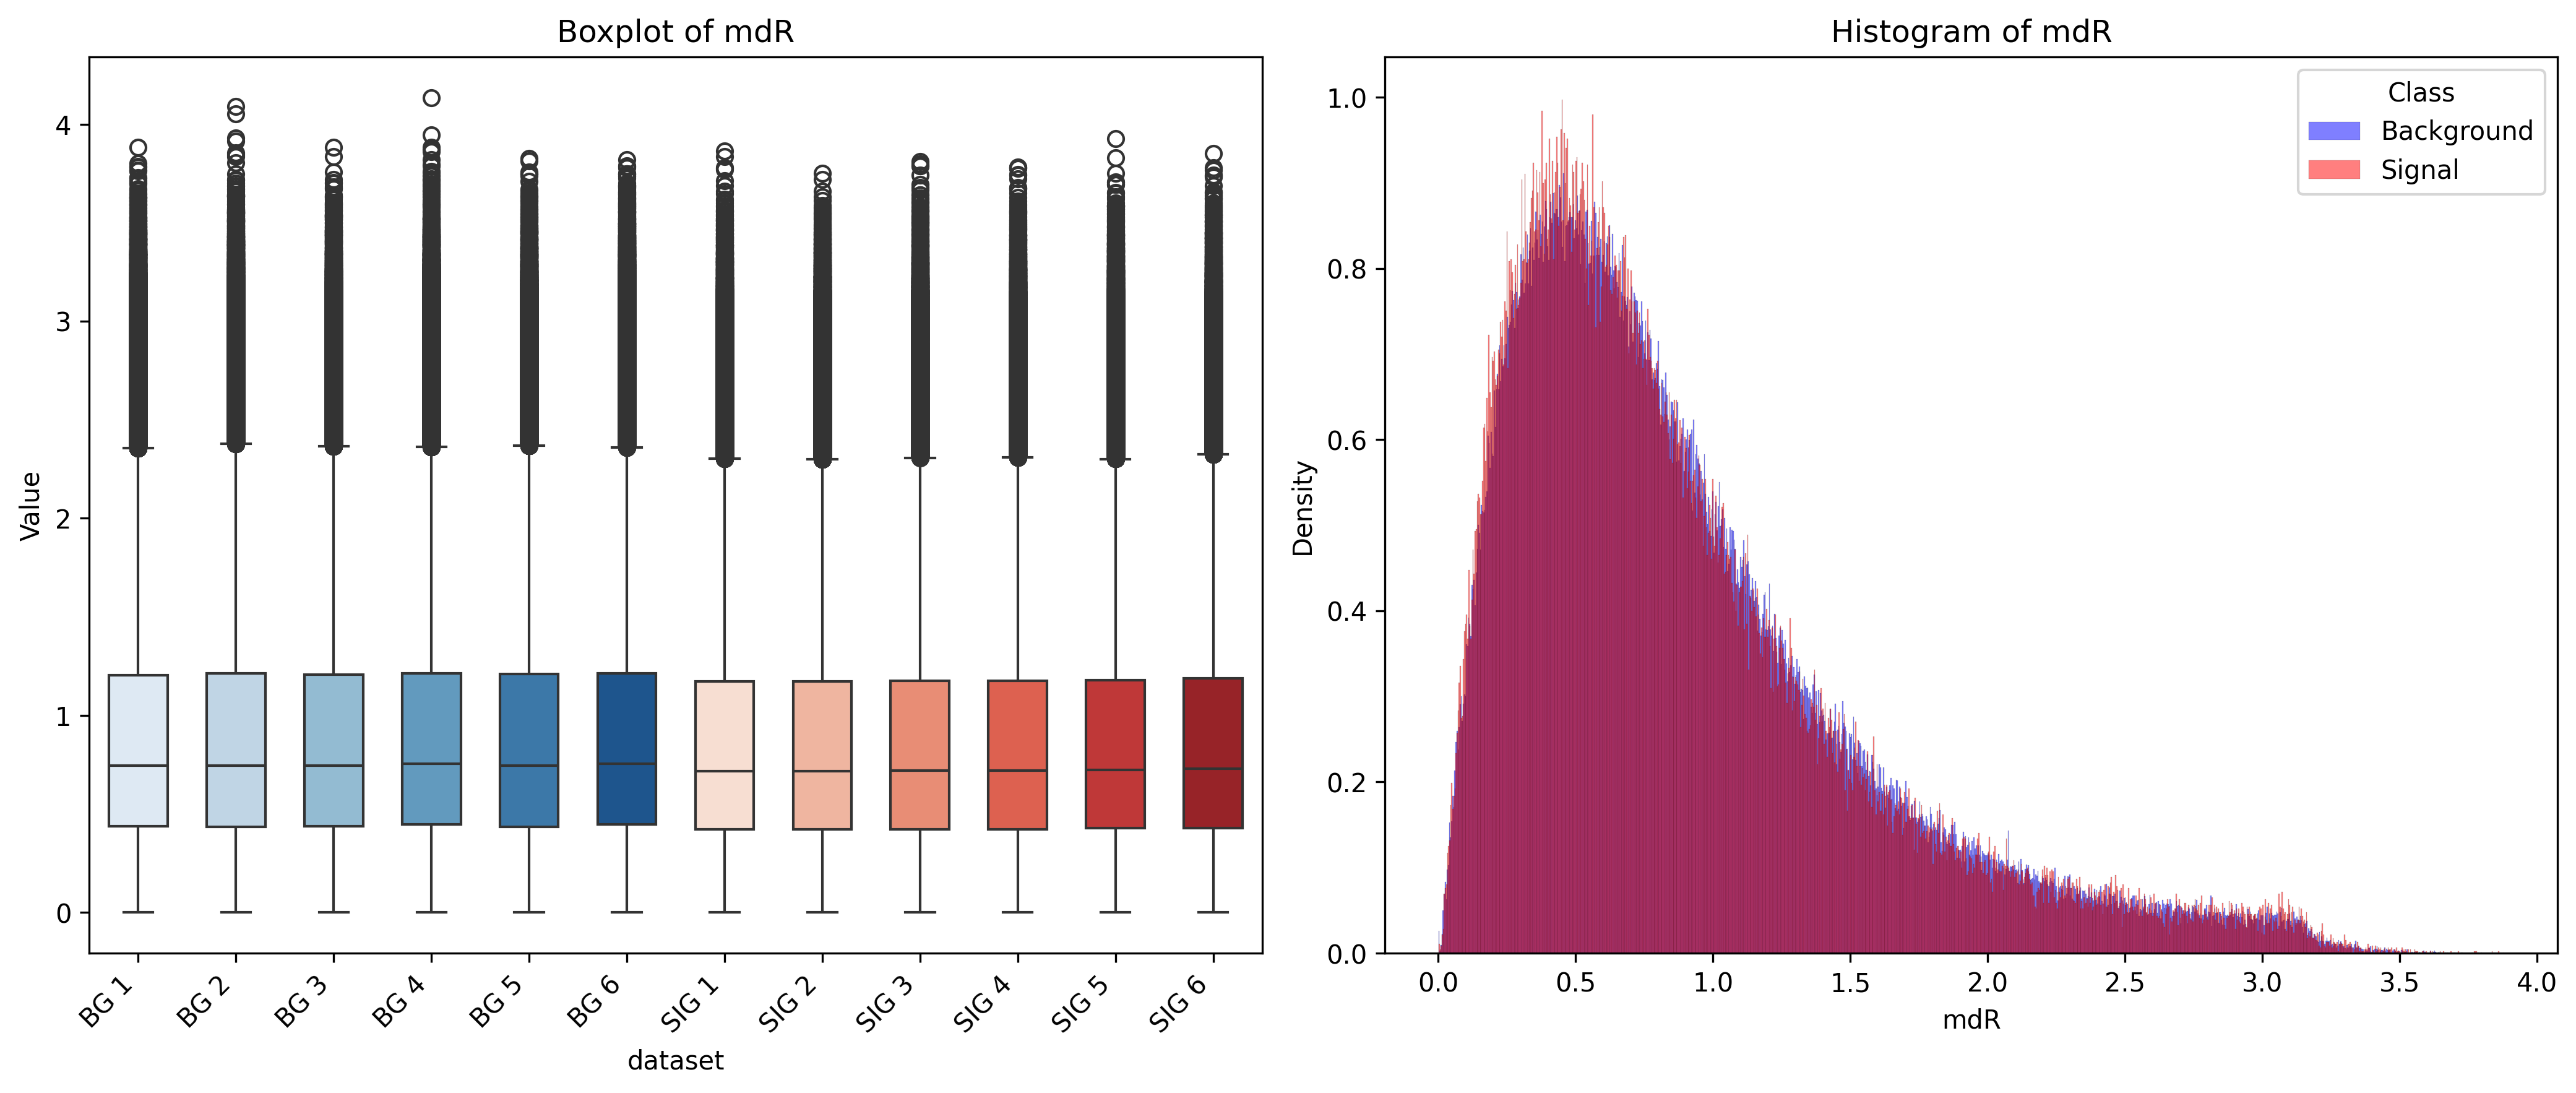 Boxplot of mdR
Value
4
3
2
1
0
BG 1
BG 2
BG 3
BG 4
BG 5
BG 6
SIG 1
SIG 2
SIG 3
SIG 4
SIG 5
SIG 6
dataset
Histogram of mdR
Class
Background
Signal
Density
1.0
0.8
0.6
0.4
0.2
0.0
0.0
0.5
1.0
1.5
2.0
2.5
3.0
3.5
4.0
mdR